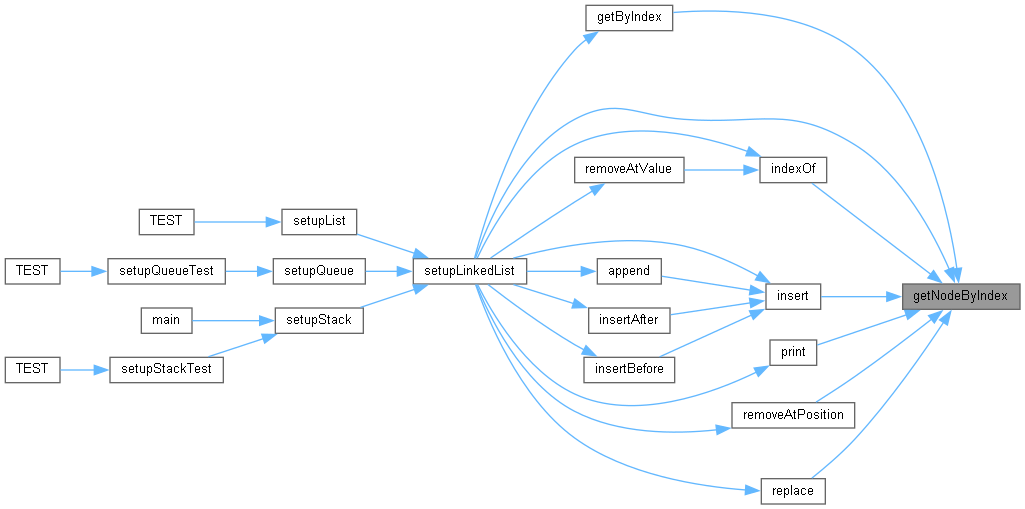 getByIndex
removeAtValue
indexOf
TEST
setupList
TEST
setupQueueTest
setupQueue
setupLinkedList
append
insert
getNodeByIndex
main
setupStack
insertAfter
print
TEST
setupStackTest
insertBefore
removeAtPosition
replace